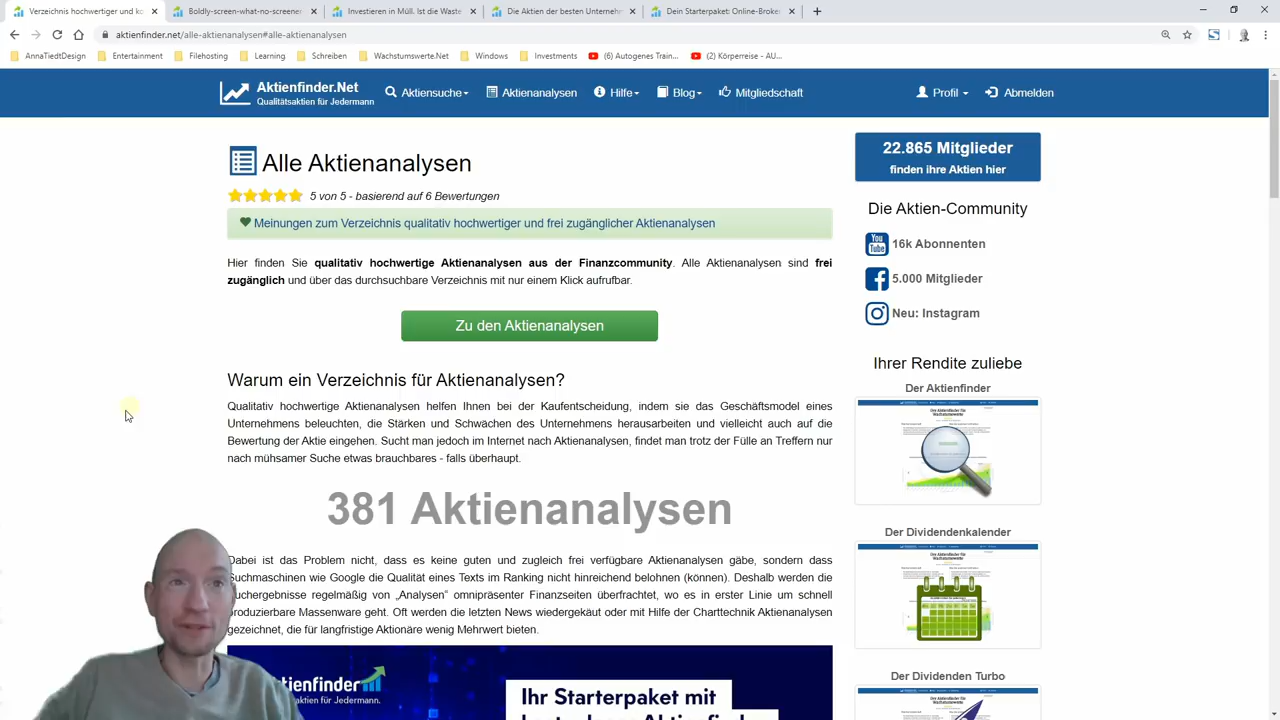 Verzeichnis hochwertiger und ko
Boldly-screen-what-no-screener
Investieren in Müll. Ist die Waste
Die Aktien der besten Unternehm
Dein Starterpaket: Online-Broker
aktienfinder.net/alle-aktienanalysen#alle-aktienanalysen
AnnaTiedtDesign
Entertainment
Filehosting
Learning
Schreiben
Wachstumswerte.Net
Windows
Investments
(6) Autogenes Train...
(2) Körperreise - AU...
Aktienfinder.Net
Qualitätsaktien für Jedermann
Aktiensuche
Aktienanalysen
Hilfe
Blog
Mitgliedschaft
Profil
Abmelden
Alle Aktienanalysen
5 von 5 - basierend auf 6 Bewertungen
Meinungen zum Verzeichnis qualitativ hochwertiger und frei zugänglicher Aktienanalysen
Hier finden Sie qualitativ hochwertige Aktienanalysen aus der Finanzcommunity. Alle Aktienanalysen sind frei
zugänglich und über das durchsuchbare Verzeichnis mit nur einem Klick aufrufbar.
Zu den Aktienanalysen
Warum ein Verzeichnis für Aktienanalysen?
Qualitativ hochwertige Aktienanalysen helfen Ihnen bei der Kaufentscheidung, indem sie das Geschäftsmodel eines
Unternehmens beleuchten, die Stärken und Schwächen des Unternehmens herausarbeiten und vielleicht auch auf die
Bewertung der Aktie eingehen. Sucht man jedoch im Internet nach Aktienanalysen, findet man trotz der Fülle an Treffern nur
nach mühsamer Suche etwas brauchbares - falls überhaupt.
381 Aktienanalysen
das Problem nicht, dass es keine guten und zugleich frei verfügbare Aktienanalysen gäbe, sondern dass
wie Google die Qualität eines Texts im Ranking nicht hinreichend belohnen (können). Deshalb werden die
regelmäßig von „Analysen“ omnipräsenter Finanzseiten überfrachtet, wo es in erster Linie um schnell
produzierte Massenware geht. Oft werden die letzten news wiedergekäut oder mit Hilfe der Charttechnik Aktienanalysen
gezeichnet, die für langfristige Aktionäre wenig Mehrwert bieten.
Ihr Starterpaket mit
22.865 Mitglieder
finden ihre Aktien hier
Die Aktien-Community
You
Tube
16k Abonnenten
5.000 Mitglieder
Neu: Instagram
Ihrer Rendite zuliebe
Der Aktienfinder
Der Dividendenkalender
Der Dividenden Turbo